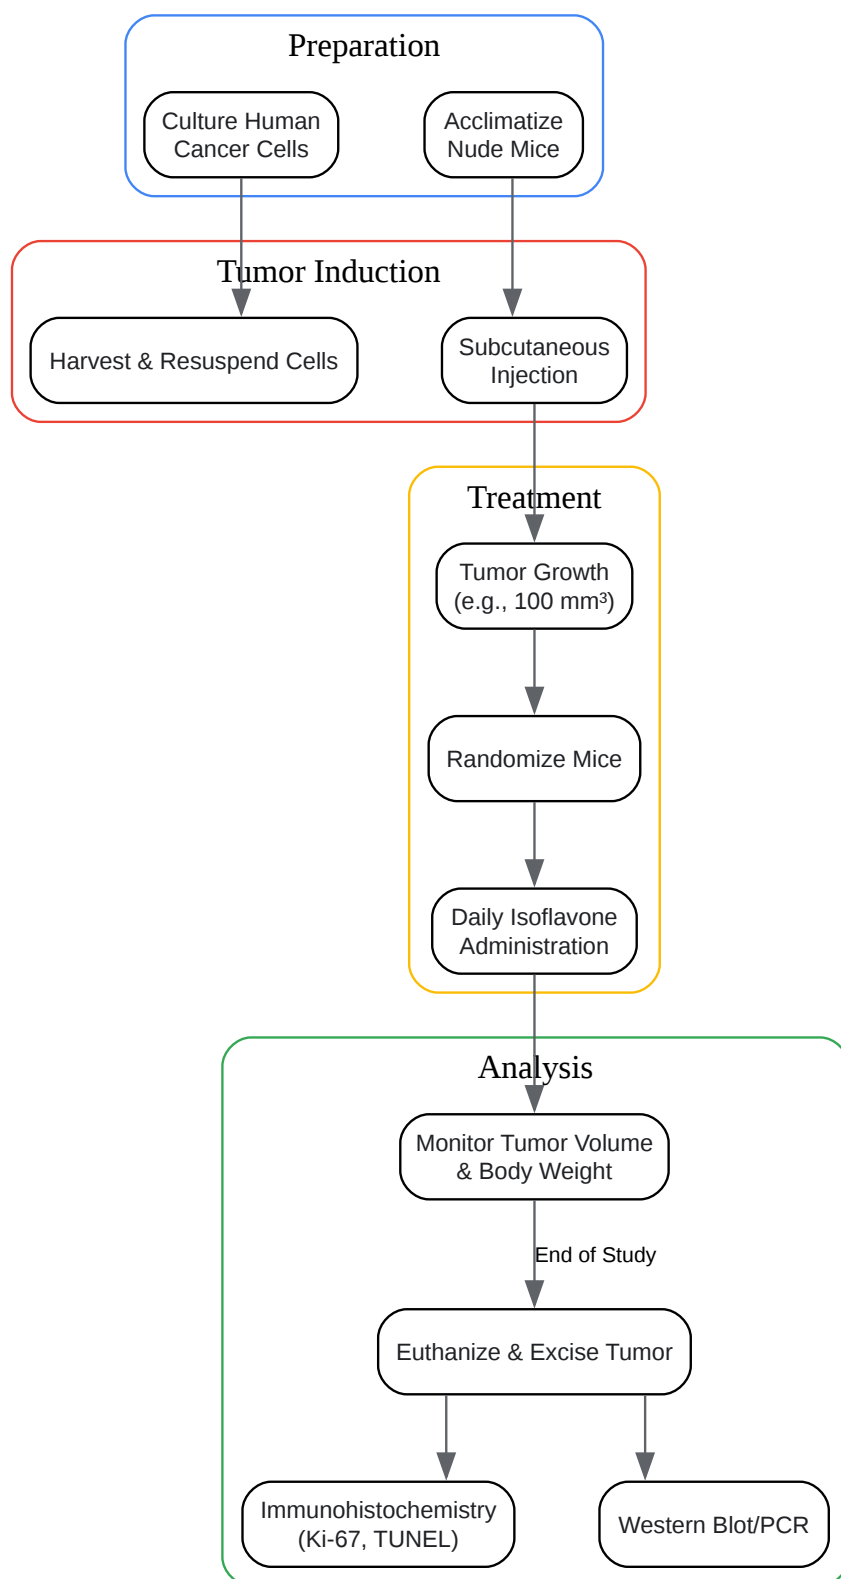 Preparation
Culture Human
Cancer Cells
Acclimatize
Nude Mice
Tumor Induction
Harvest & Resuspend Cells
Subcutaneous
Injection
Treatment
Tumor Growth
(e.g., 100 mm³)
Randomize Mice
Daily Isoflavone
Administration
Analysis
Monitor Tumor Volume
& Body Weight
End of Study
Euthanize & Excise Tumor
Immunohistochemistry
(Ki-67, TUNEL)
Western Blot/PCR